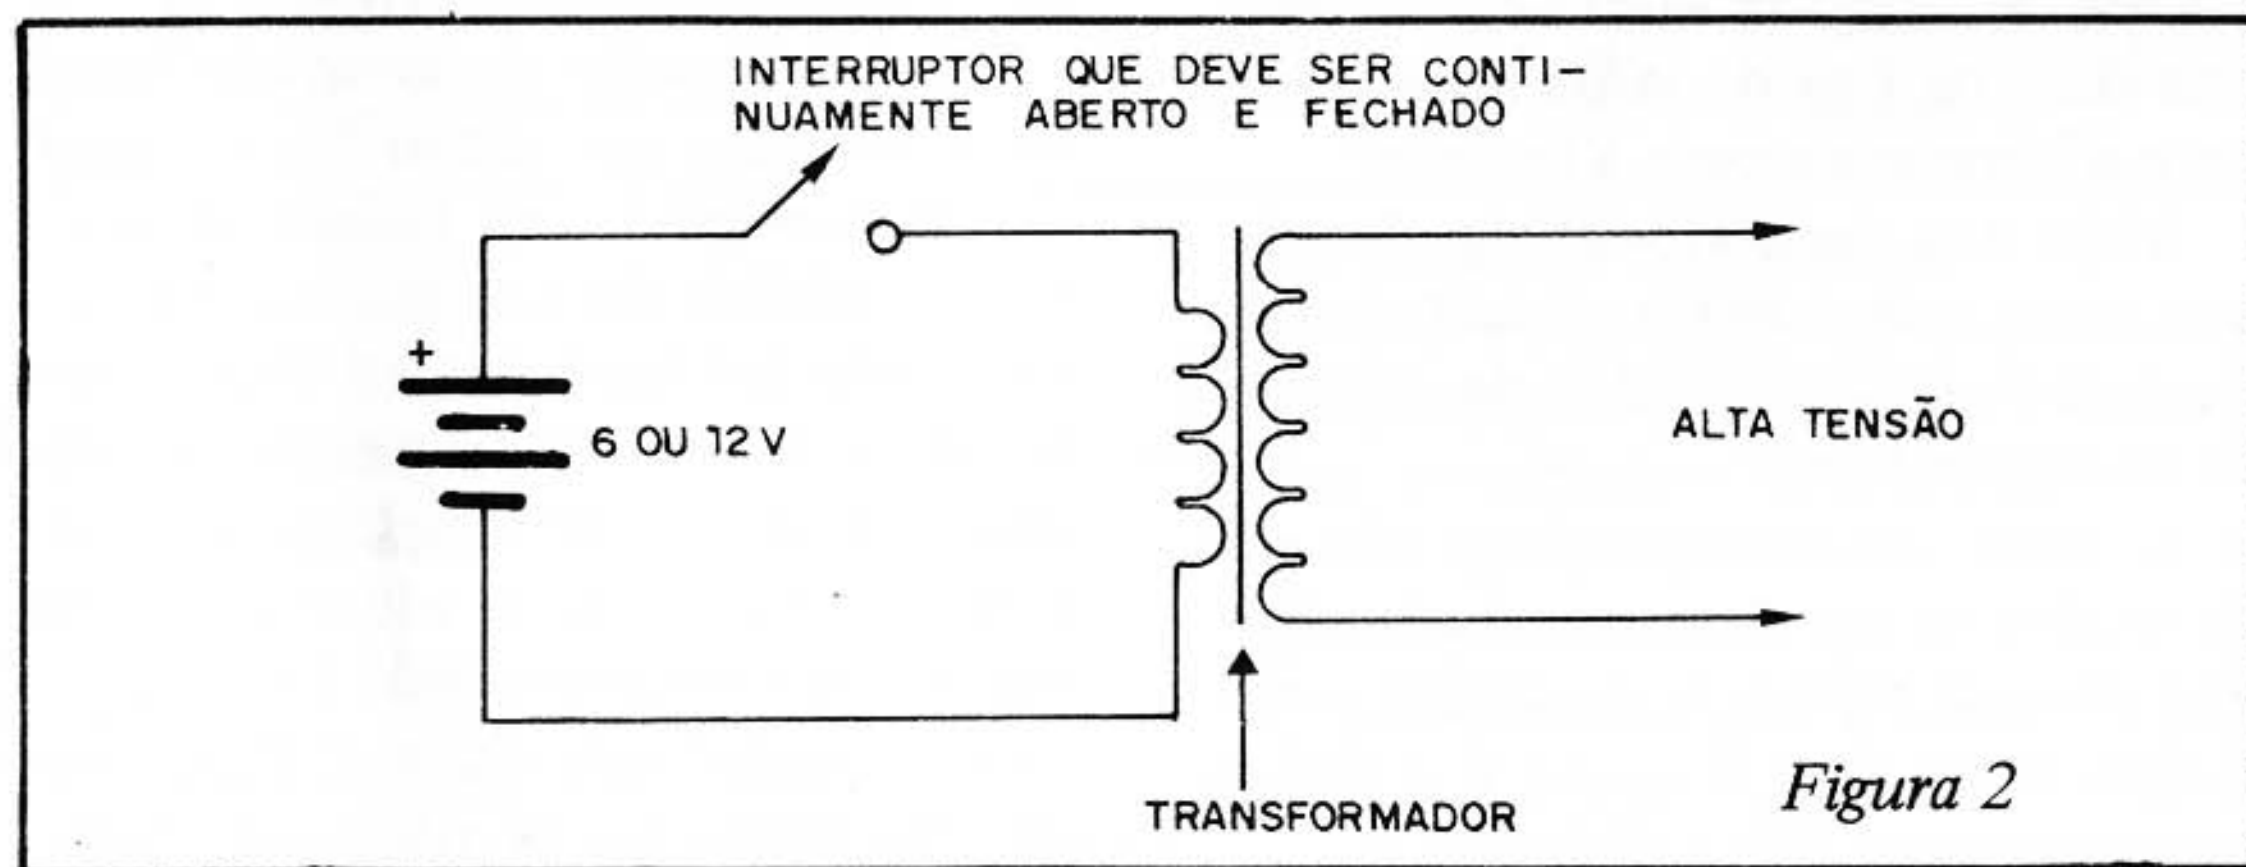 INTERRUPTOR QUE DEVE SER CONTI-
NUAMENTE ABERTO E FECHADO
+
6 OU 12 V
ALTA TENSÃO
TRANSFORMADOR
Figura 2